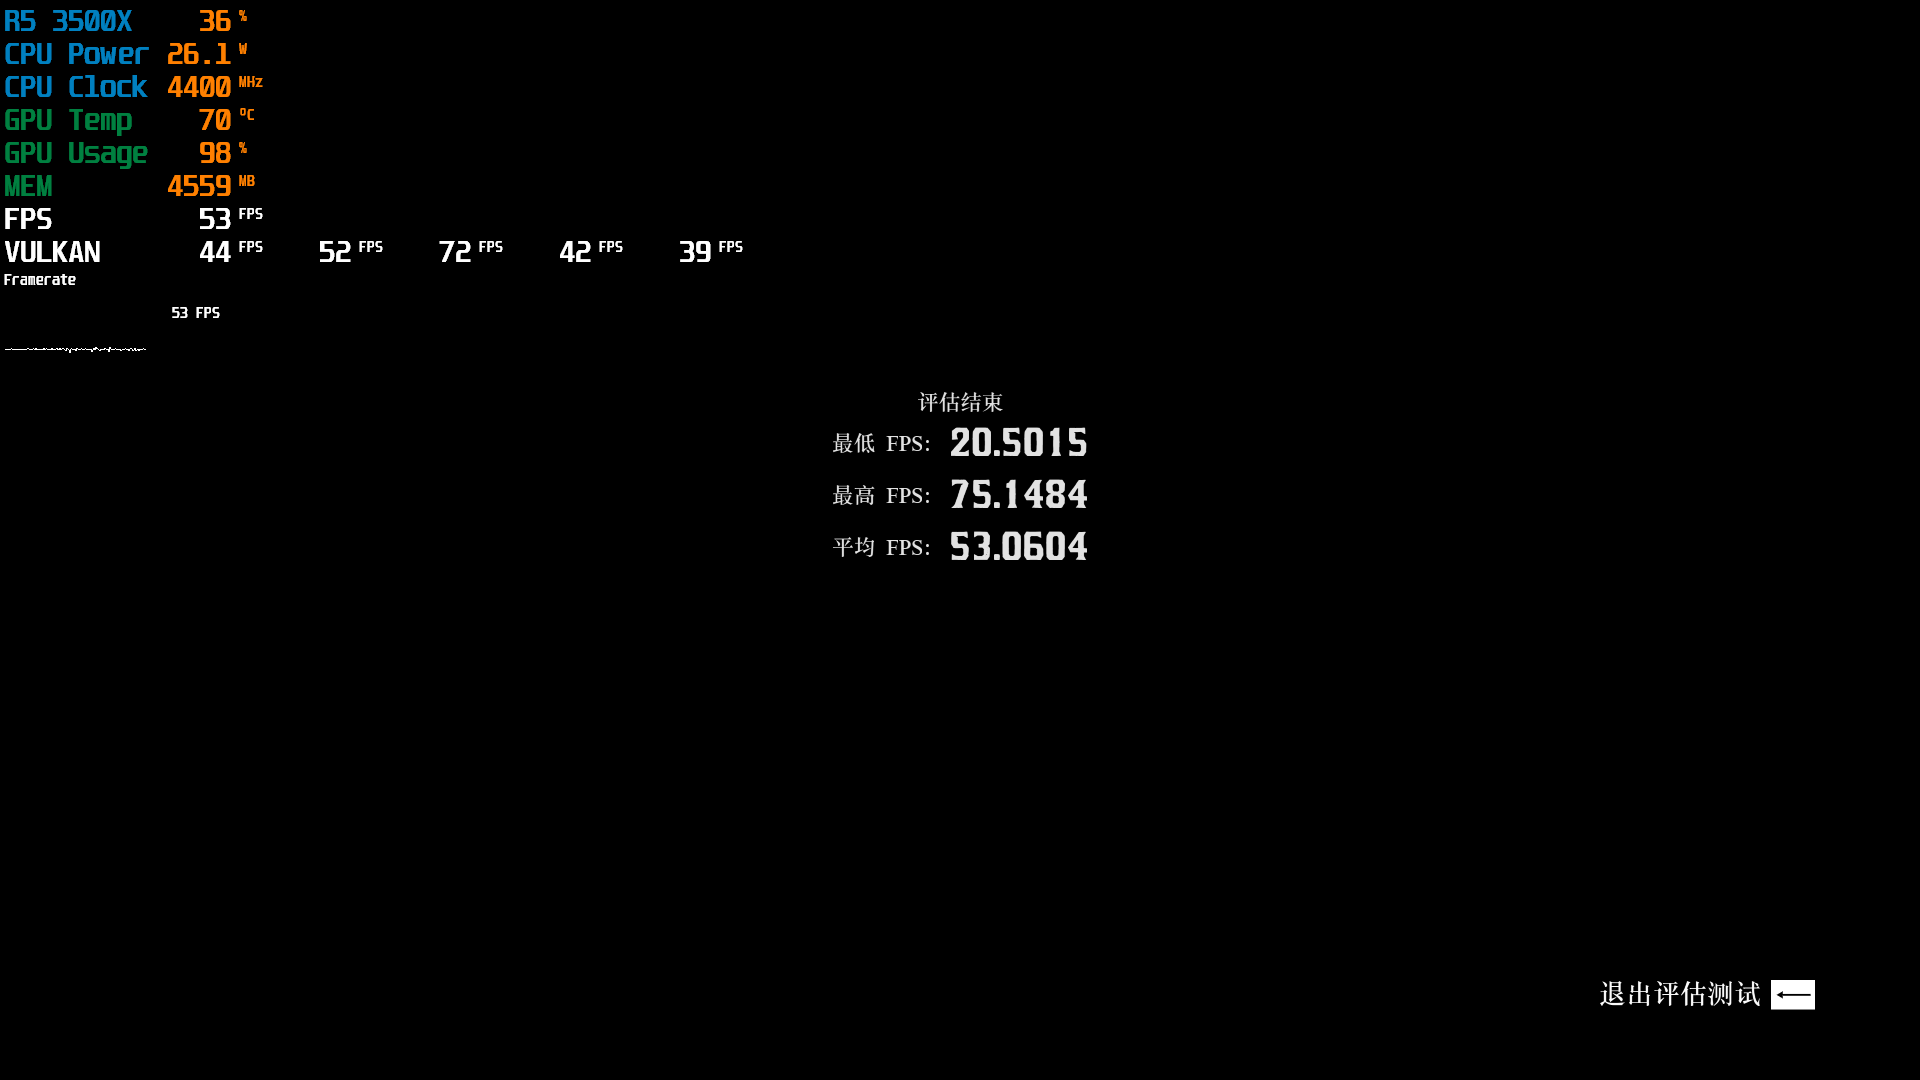 R5 3500X 36 %
CPU Power 26.1 W
CPU Clock 4400 MHz
GPU Temp 70 °C
GPU Usage 98 %
MEM 4559 MB
FPS 53 FPS
VULKAN 44 FPS 52 FPS 72 FPS 42 FPS 39 FPS
Framerate
53 FPS
评估结束
最低 FPS: 20.5015
最高 FPS: 75.1484
平均 FPS: 53.0604
退出评估测试